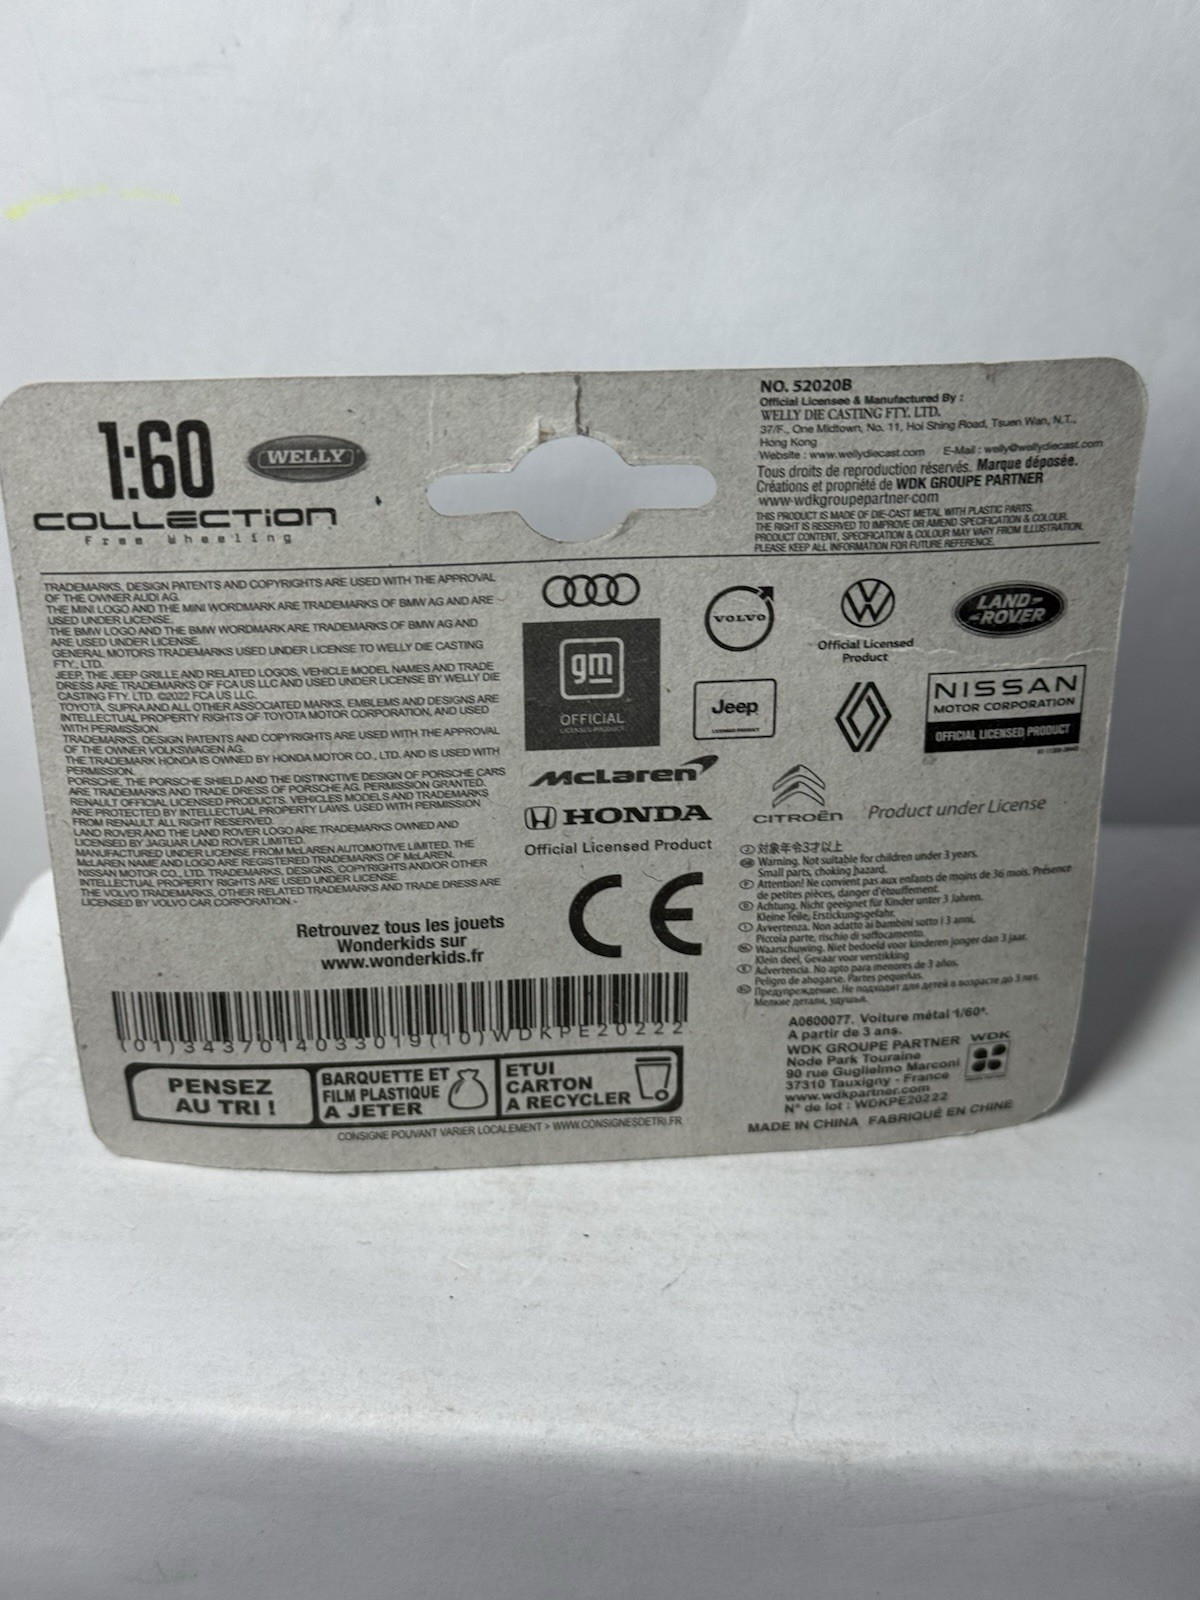 1:60
WELLY
COLLECTION
Free Wheeling
NO. 52020B
Official Licensee & Manufactured By :
WELLY DIE CASTING FTY. LTD.
37/F., One Midtown, No. 11, Hoi Shing Road, Tsuen Wan, N.T.,
Hong Kong
Website : www.wellydiecast.com E-Mail : welly@wellydiecast.com
Tous droits de reproduction réservés. Marque déposée.
Créations et propriété de WDK GROUPE PARTNER
www-wdkgroupepartner-com
THIS PRODUCT IS MADE OF DIE-CAST METAL WITH PLASTIC PARTS.
THE RIGHT IS RESERVED TO IMPROVE OR AMEND SPECIFICATION & COLOUR.
PRODUCT CONTENT, SPECIFICATION & COLOUR MAY VARY FROM ILLUSTRATION.
PLEASE KEEP ALL INFORMATION FOR FUTURE REFERENCE.
TRADEMARKS, DESIGN PATENTS AND COPYRIGHTS ARE USED WITH THE APPROVAL
OF THE OWNER AUDI AG.
THE MINI LOGO AND THE MINI WORDMARK ARE TRADEMARKS OF BMW AG AND ARE
USED UNDER LICENSE.
THE BMW LOGO AND THE BMW WORDMARK ARE TRADEMARKS OF BMW AG AND
ARE USED UNDER LICENSE.
GENERAL MOTORS TRADEMARKS USED UNDER LICENSE TO WELLY DIE CASTING
FTY., LTD.
JEEP, THE JEEP GRILLE AND RELATED LOGOS, VEHICLE MODEL NAMES AND TRADE
DRESS ARE TRADEMARKS OF FCA US LLC AND USED UNDER LICENSE BY WELLY DIE
CASTING FTY. LTD. ©2022 FCA US LLC.
TOYOTA, SUPRA AND ALL OTHER ASSOCIATED MARKS, EMBLEMS AND DESIGNS ARE
INTELLECTUAL PROPERTY RIGHTS OF TOYOTA MOTOR CORPORATION, AND USED
WITH PERMISSION.
TRADEMARKS, DESIGN PATENTS AND COPYRIGHTS ARE USED WITH THE APPROVAL
OF THE OWNER VOLKSWAGEN AG.
THE TRADEMARK HONDA IS OWNED BY HONDA MOTOR CO., LTD. AND IS USED WITH
PERMISSION.
PORSCHE, THE PORSCHE SHIELD AND THE DISTINCTIVE DESIGN OF PORSCHE CARS
ARE TRADEMARKS AND TRADE DRESS OF PORSCHE AG. PERMISSION GRANTED.
RENAULT OFFICIAL LICENSED PRODUCTS. VEHICLES MODELS AND TRADEMARKS
ARE PROTECTED BY INTELLECTUAL PROPERTY LAWS. USED WITH PERMISSION
FROM RENAULT. ALL RIGHT RESERVED.
LAND ROVER AND THE LAND ROVER LOGO ARE TRADEMARKS OWNED AND
LICENSED BY JAGUAR LAND ROVER LIMITED.
MANUFACTURED UNDER LICENSE FROM McLAREN AUTOMOTIVE LIMITED. THE
McLAREN NAME AND LOGO ARE REGISTERED TRADEMARKS OF McLAREN.
NISSAN MOTOR CO., LTD. TRADEMARKS, DESIGNS, COPYRIGHTS AND/OR OTHER
INTELLECTUAL PROPERTY RIGHTS ARE USED UNDER LICENSE.
THE VOLVO TRADEMARKS, OTHER RELATED TRADEMARKS AND TRADE DRESS ARE
LICENSED BY VOLVO CAR CORPORATION.
VOLVO
Official Licensed
Product
LAND-
-ROVER
gm
OFFICIAL
LICENSED PRODUCT
Jeep
LICENSED PRODUCT
NISSAN
MOTOR CORPORATION
OFFICIAL LICENSED PRODUCT
McLaren
HONDA
Official Licensed Product
CITROËN
Product under License
対象年令3才以上
Warning. Not suitable for children under 3 years.
Small parts, choking hazard.
Attention! Ne convient pas aux enfants de moins de 36 mois. Présence
de petites pièces, danger d'étouffement.
Achtung. Nicht geeignet für Kinder unter 3 Jahren.
Kleine Teile, Erstickungsgefahr.
Avvertenza. Non adatto ai bambini sotto i 3 anni,
Piccola parte, rischio di soffocamento.
Waarschuwing. Niet bedoeld voor kinderen jonger dan 3 jaar.
Klein deel, Gevaar voor verstikking
Advertencia. No apto para menores de 3 años.
Peligro de ahogarse. Partes pequeñas.
Предупреждение. Не подходит для детей в возрасте до 3 лет.
Мелкие детали, удушья.
CE
Retrouvez tous les jouets
Wonderkids sur
www.wonderkids.fr
(01)3437014033019(10)WDKPE20222
PENSEZ
AU TRI !
BARQUETTE ET
FILM PLASTIQUE
A JETER
ETUI
CARTON
A RECYCLER
CONSIGNE POUVANT VARIER LOCALEMENT > WWW.CONSIGNESDETRI.FR
A0600077. Voiture métal 1/60e.
A partir de 3 ans.
WDK GROUPE PARTNER
Node Park Touraine
90 rue Guglielmo Marconi
37310 Tauxigny - France
www.wdkpartner.com
N° de lot : WDKPE20222
WDK
MADE IN CHINA FABRIQUÉ EN CHINE